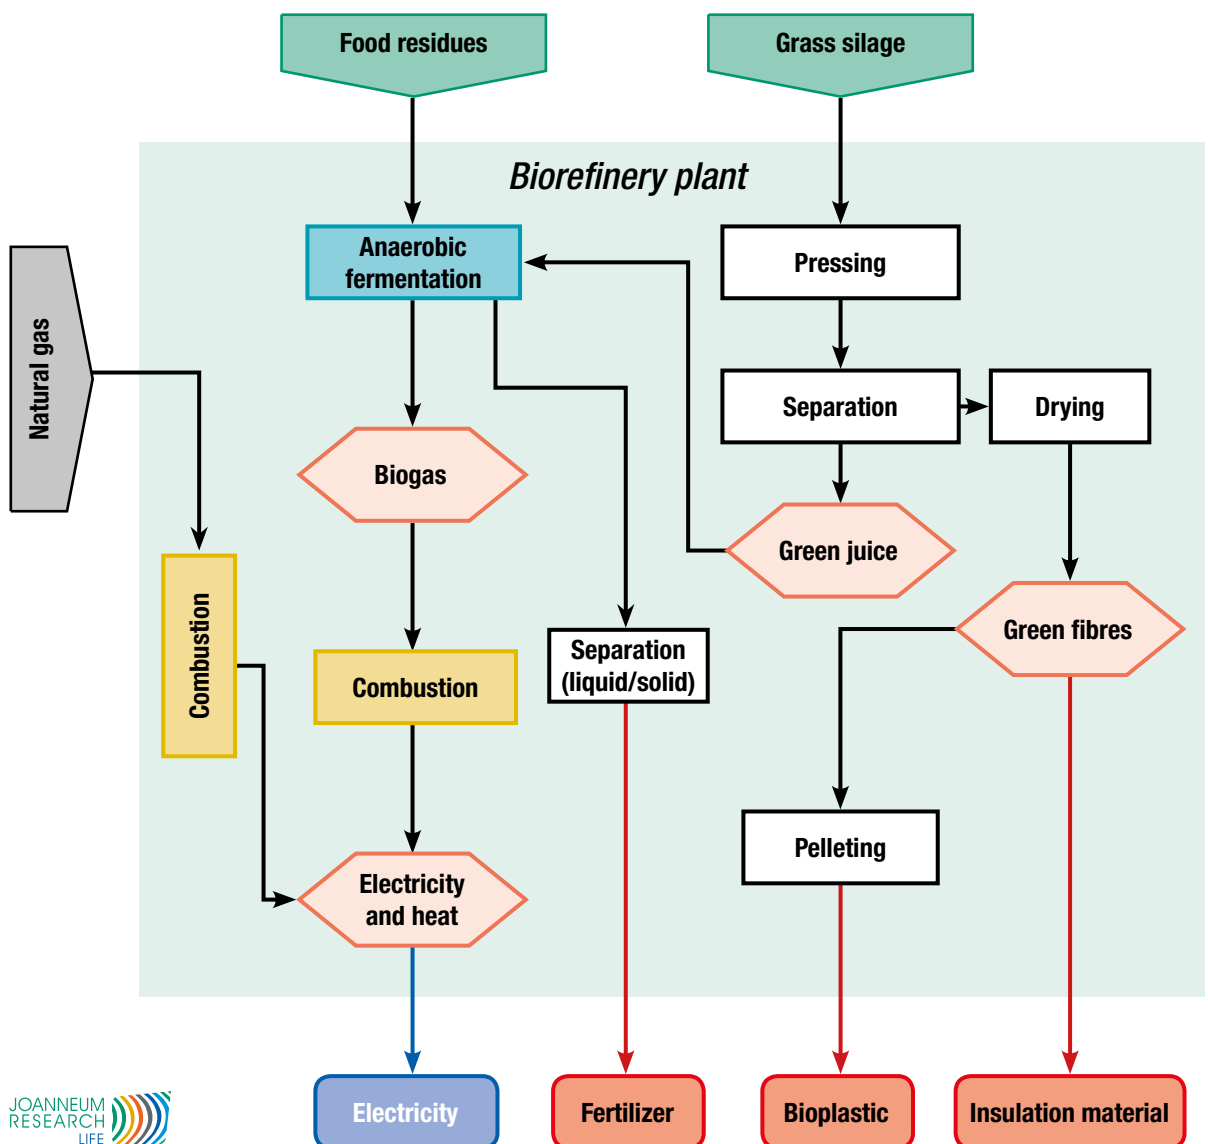 Food residues
Grass silage
Biorefinery plant
Anaerobic
fermentation
Pressing
Natural gas
Separation
Drying
Biogas
Green juice
Combustion
Green fibres
Separation
(liquid/solid)
Combustion
Pelleting
Electricity
and heat
Electricity
Fertilizer
Bioplastic
Insulation material
JOANNEUM
RESEARCH
LIFE